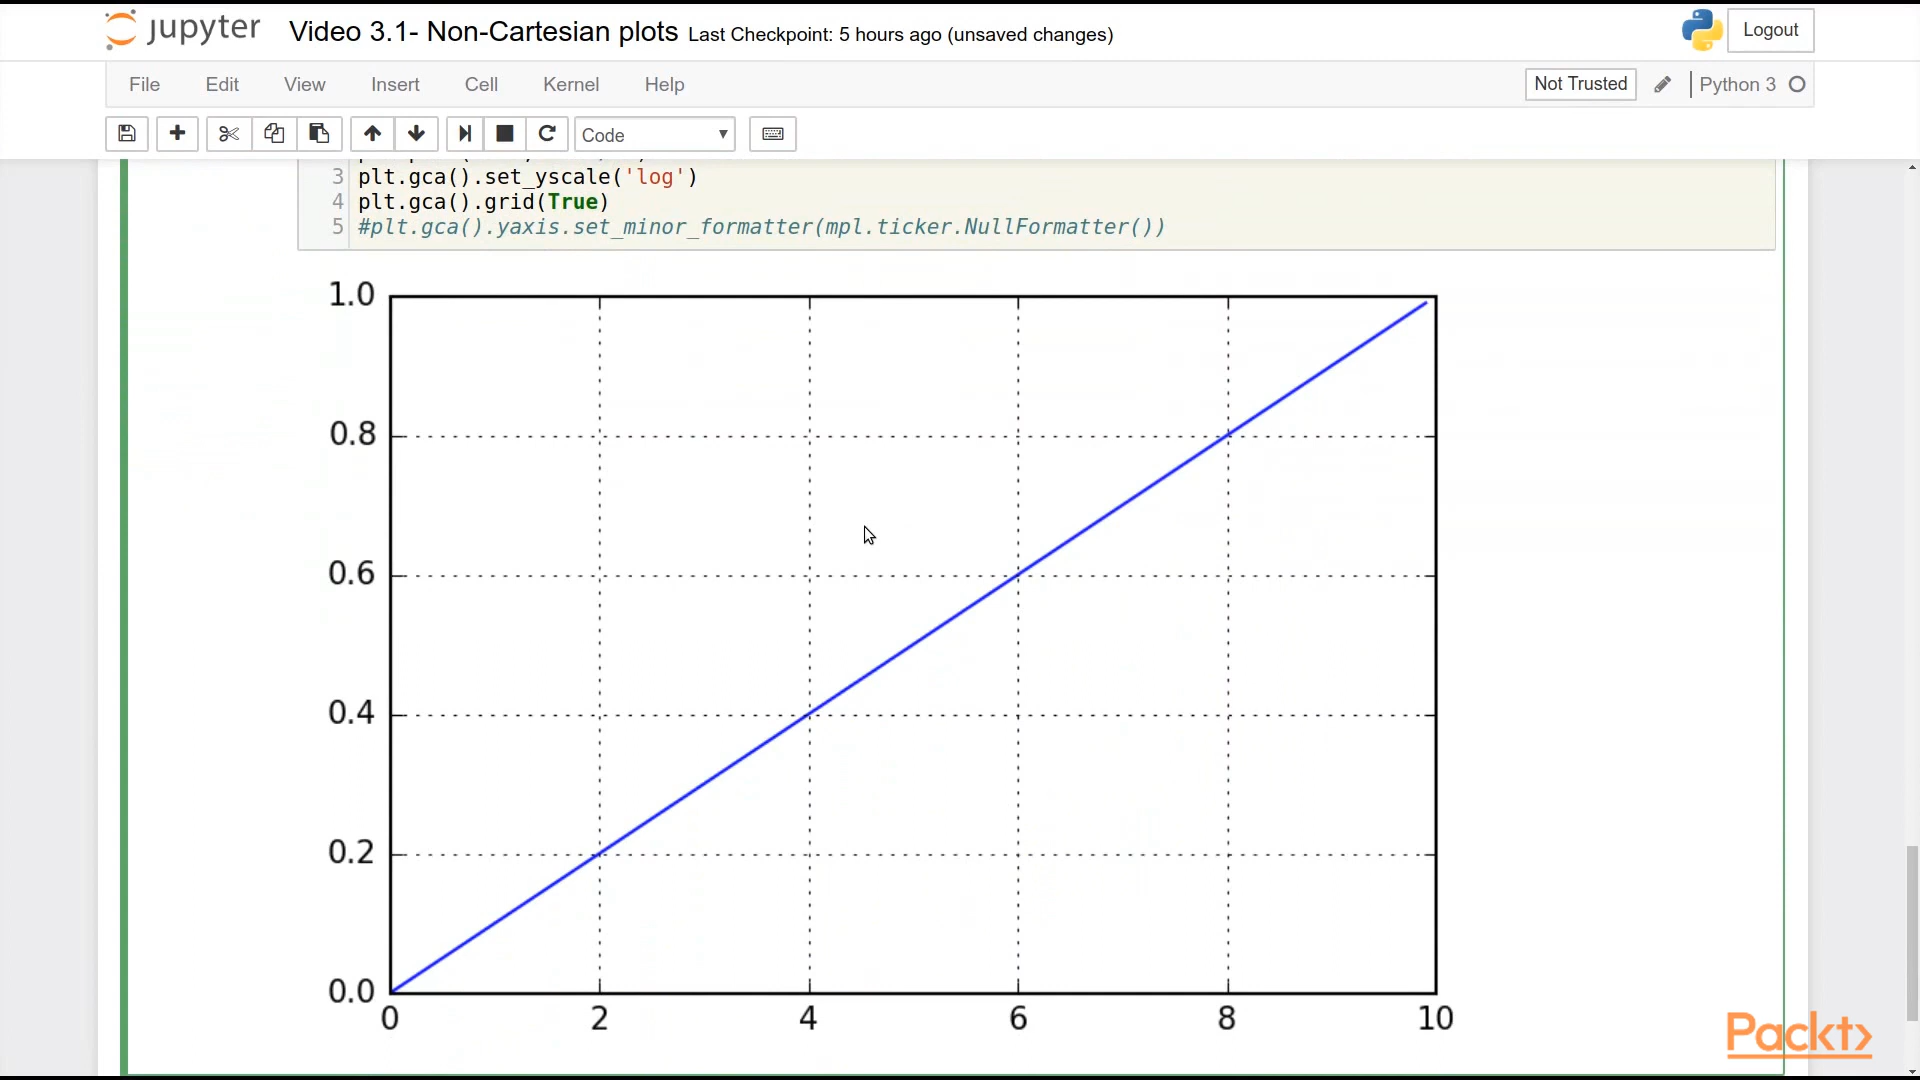 jupyter Video 3.1- Non-Cartesian plots Last Checkpoint: 5 hours ago (unsaved changes) Logout
File Edit View Insert Cell Kernel Help Not Trusted Python 3
Code
3 plt.gca().set_yscale('log')
4 plt.gca().grid(True)
5 #plt.gca().yaxis.set_minor_formatter(mpl.ticker.NullFormatter())
1.0
0.8
0.6
0.4
0.2
0.0
0 2 4 6 8 10
Packt>